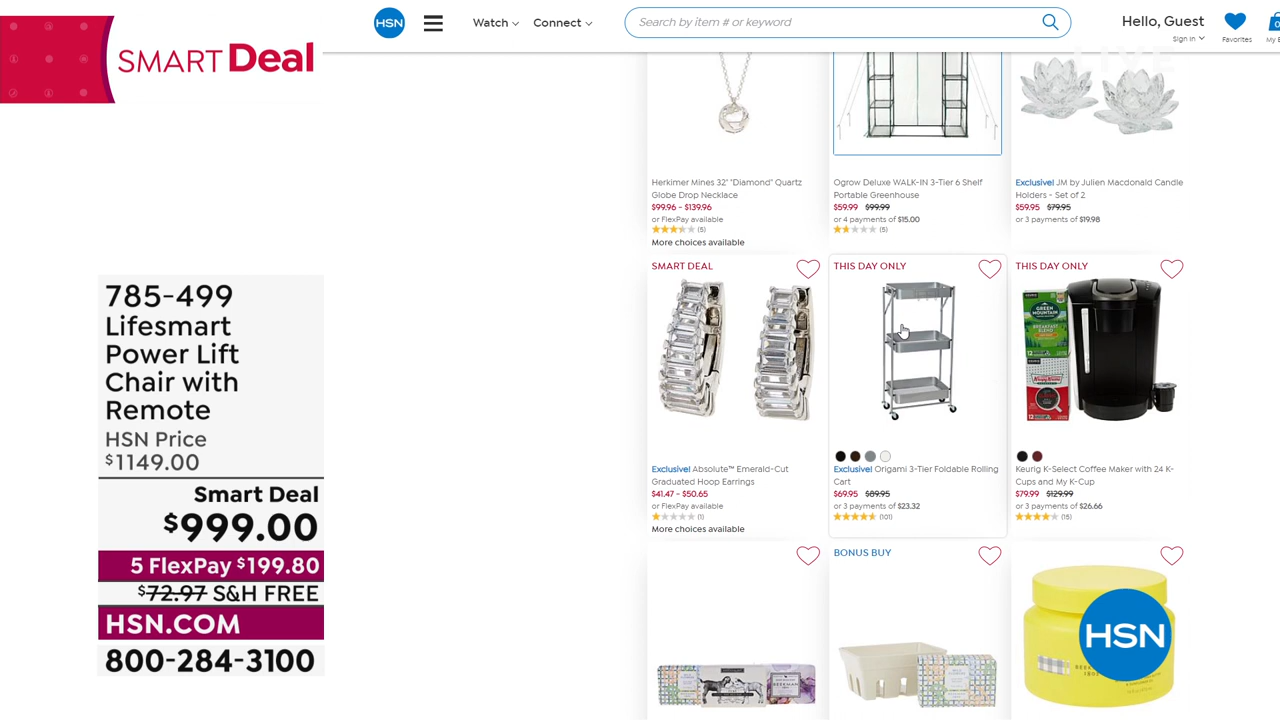 SMART Deal
HSN
Watch
Connect
Search by item # or keyword
Hello, Guest
Sign In
Favorites
0
LIVE
Herkimer Mines 32" "Diamond" Quartz
Globe Drop Necklace
$99.96 - $139.96
or FlexPay available
(5)
More choices available
Ogrow Deluxe WALK-IN 3-Tier 6 Shelf
Portable Greenhouse
$59.99 $99.99
or 4 payments of $15.00
(5)
Exclusive! JM by Julien Macdonald Candle
Holders - Set of 2
$59.95 $79.95
or 3 payments of $19.98
785-499
Lifesmart
Power Lift
Chair with
Remote
HSN Price
$1149.00
Smart Deal
$999.00
5 FlexPay $199.80
$72.97 S&H FREE
HSN.COM
800-284-3100
SMART DEAL
Exclusive! Absolute™ Emerald-Cut
Graduated Hoop Earrings
$41.47 - $50.65
or FlexPay available
(1)
More choices available
THIS DAY ONLY
Exclusive! Origami 3-Tier Foldable Rolling
Cart
$69.95 $89.95
or 3 payments of $23.32
(101)
THIS DAY ONLY
GREEN
MOUNTAIN
BREAKFAST
BLEND
Keurig K-Select Coffee Maker with 24 K-
Cups and My K-Cup
$79.99 $129.99
or 3 payments of $26.66
(15)
BONUS BUY
BEEKMAN
HSN